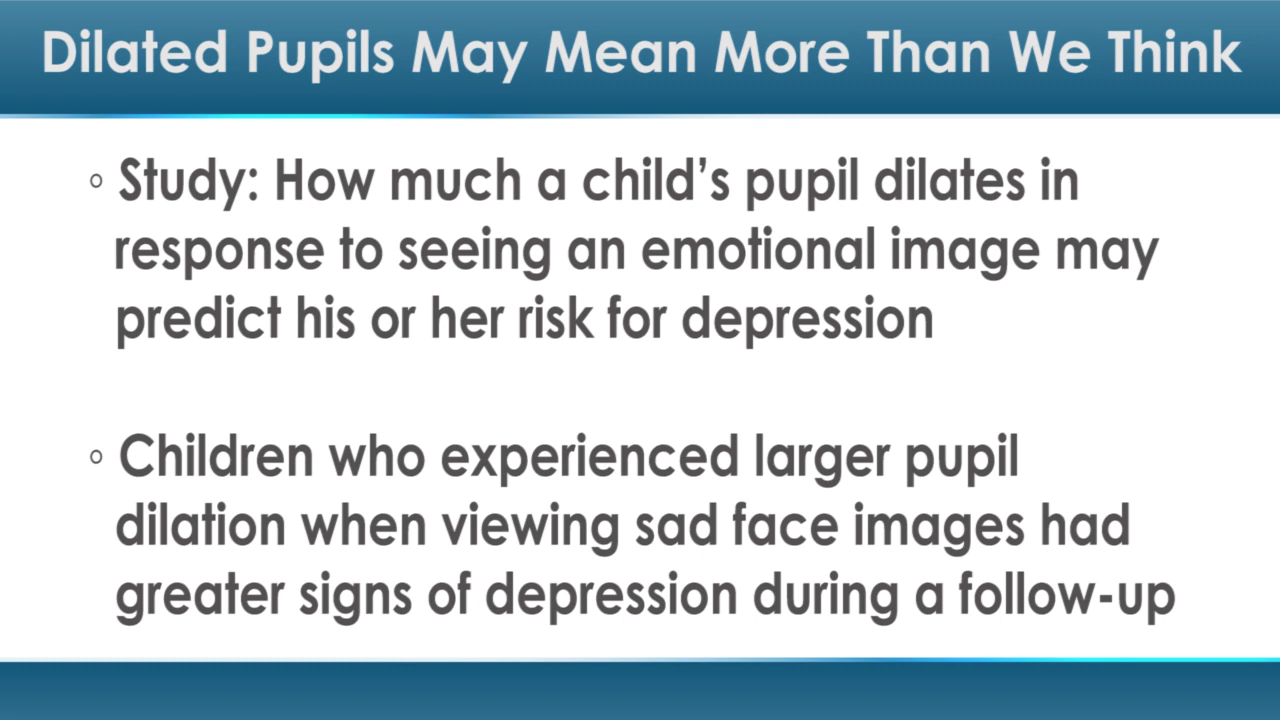 Dilated Pupils May Mean More Than We Think
◦ Study: How much a child’s pupil dilates in
response to seeing an emotional image may
predict his or her risk for depression
◦ Children who experienced larger pupil
dilation when viewing sad face images had
greater signs of depression during a follow-up